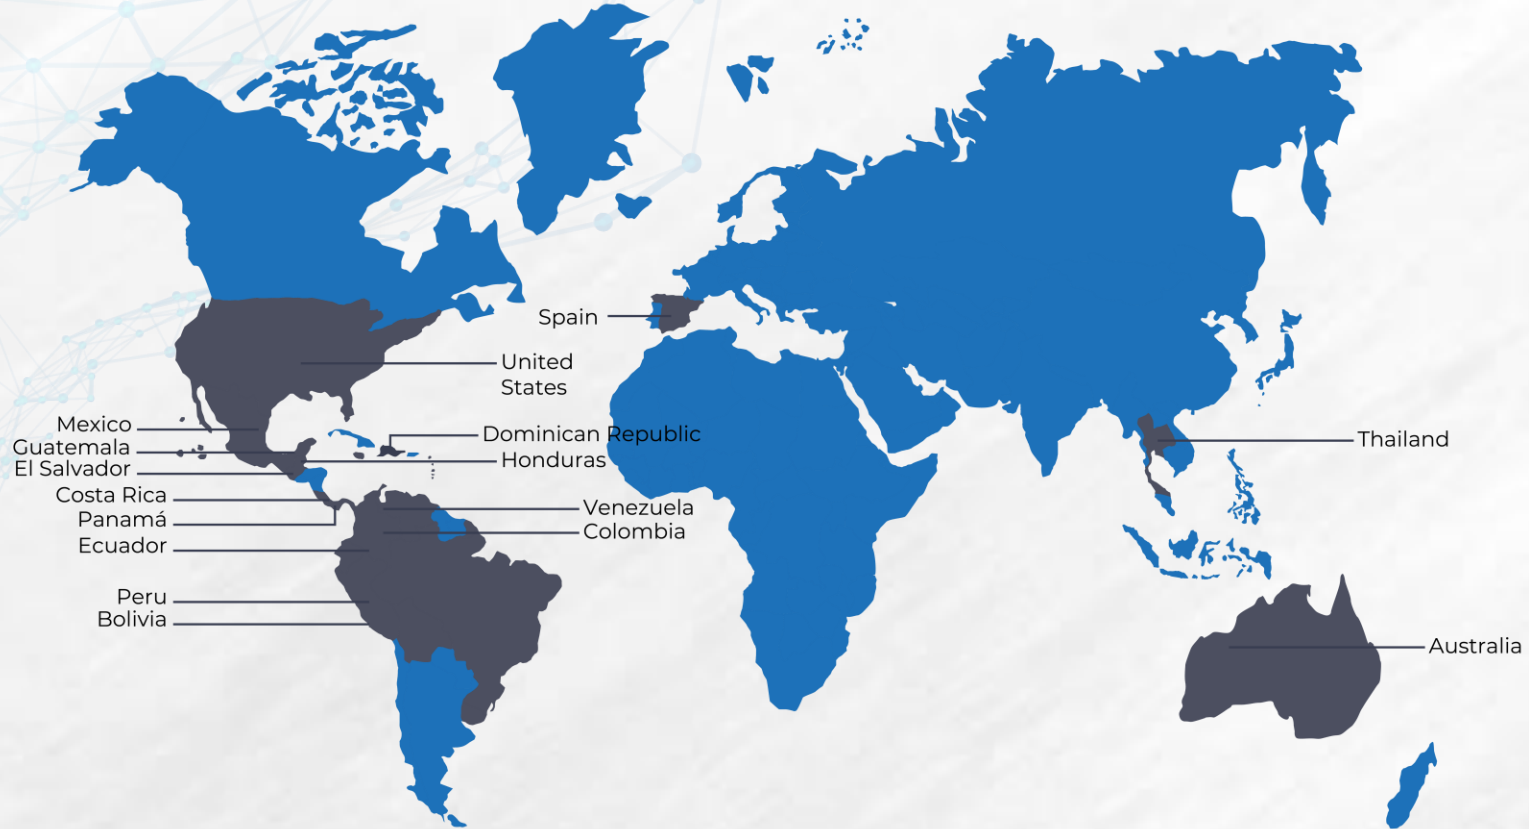 Spain
United
States
Mexico
Guatemala
El Salvador
Costa Rica
Panamá
Ecuador
Peru
Bolivia
Dominican Republic
Honduras
Venezuela
Colombia
Thailand
Australia